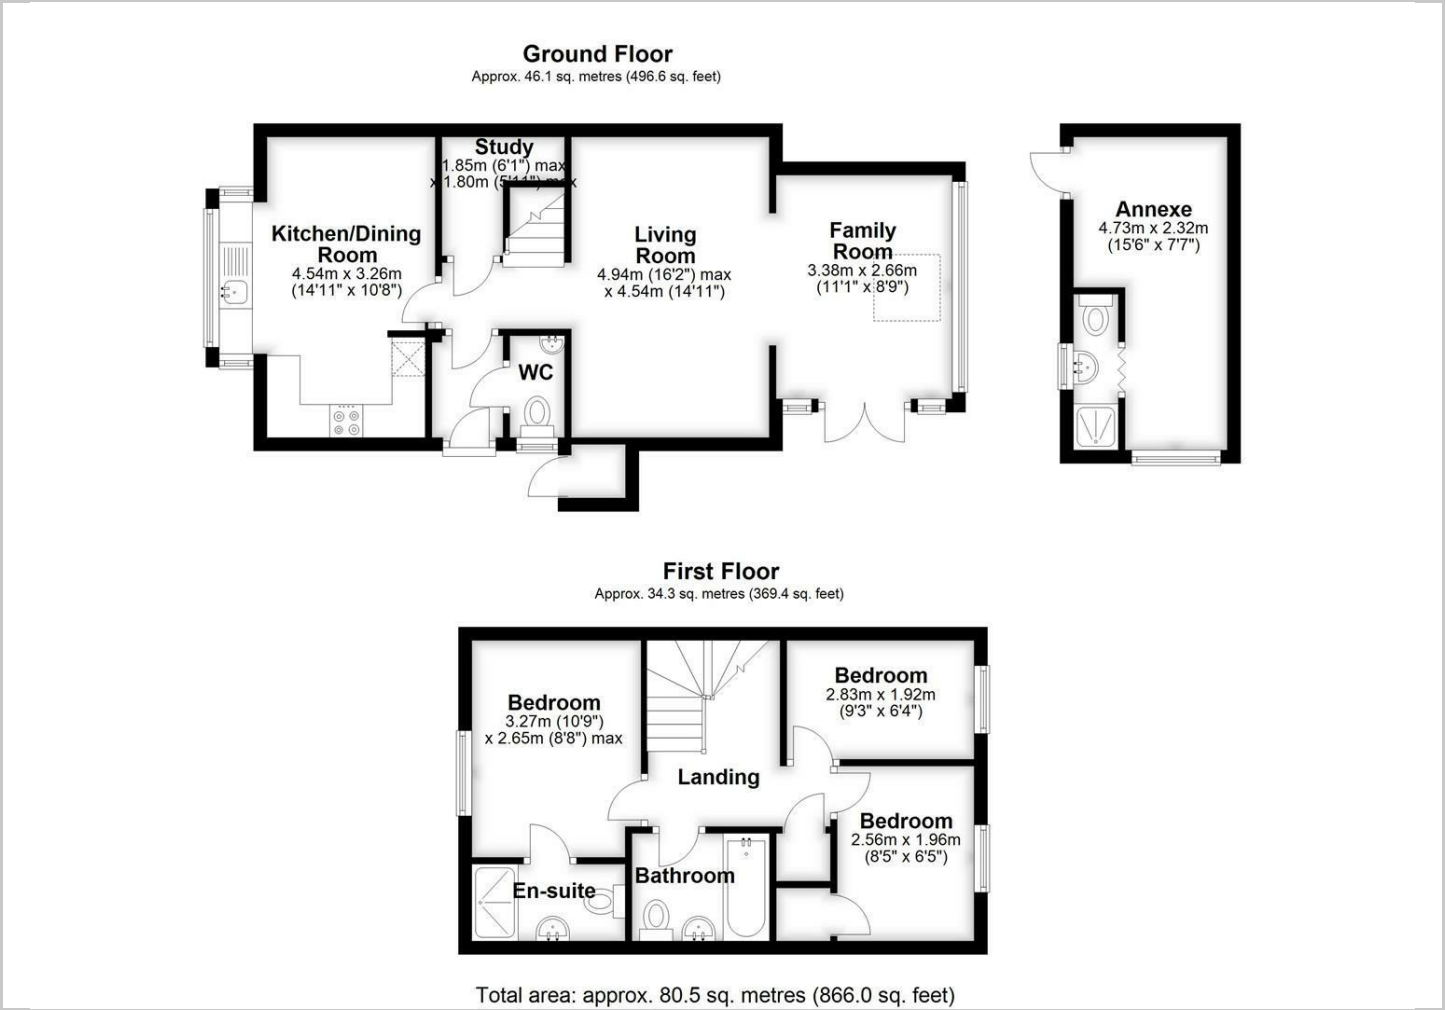 Ground Floor
Approx. 46.1 sq. metres (496.6 sq. feet)
Study
1.85m (6'1") max
x 1.80m (5'11") max
Kitchen/Dining
Room
4.54m x 3.26m
(14'11" x 10'8")
Living
Room
4.94m (16'2") max
x 4.54m (14'11")
Family
Room
3.38m x 2.66m
(11'1" x 8'9")
WC
Annexe
4.73m x 2.32m
(15'6" x 7'7")
First Floor
Approx. 34.3 sq. metres (369.4 sq. feet)
Bedroom
3.27m (10'9")
x 2.65m (8'8") max
Landing
Bedroom
2.83m x 1.92m
(9'3" x 6'4")
Bedroom
2.56m x 1.96m
(8'5" x 6'5")
En-suite
Bathroom
Total area: approx. 80.5 sq. metres (866.0 sq. feet)